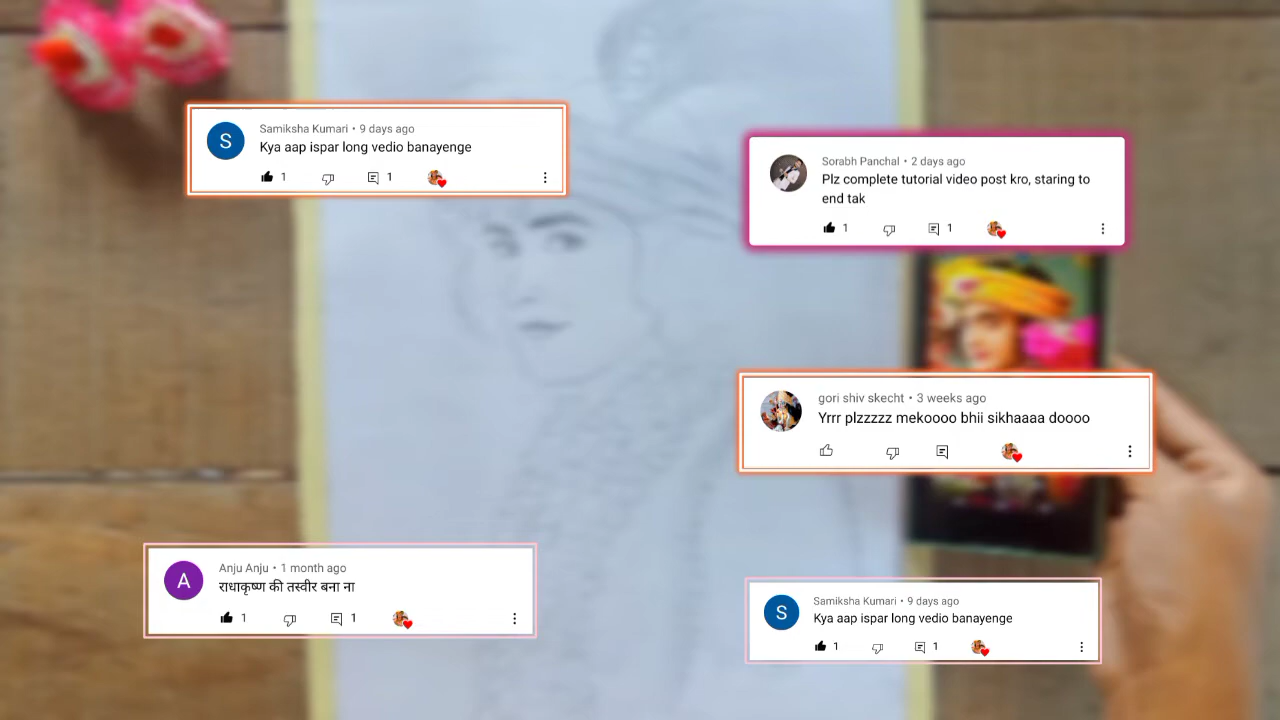 Samiksha Kumari • 9 days ago
Kya aap ispar long vedio banayenge
1 1
Sorabh Panchal • 2 days ago
Plz complete tutorial video post kro, staring to
end tak
1 1
gori shiv skecht • 3 weeks ago
Yrrr plzzzzz mekoooo bhii sikhaaaa doooo
Anju Anju • 1 month ago
राधाकृष्ण की तस्वीर बना ना
1 1
Samiksha Kumari • 9 days ago
Kya aap ispar long vedio banayenge
1 1
S
A
S